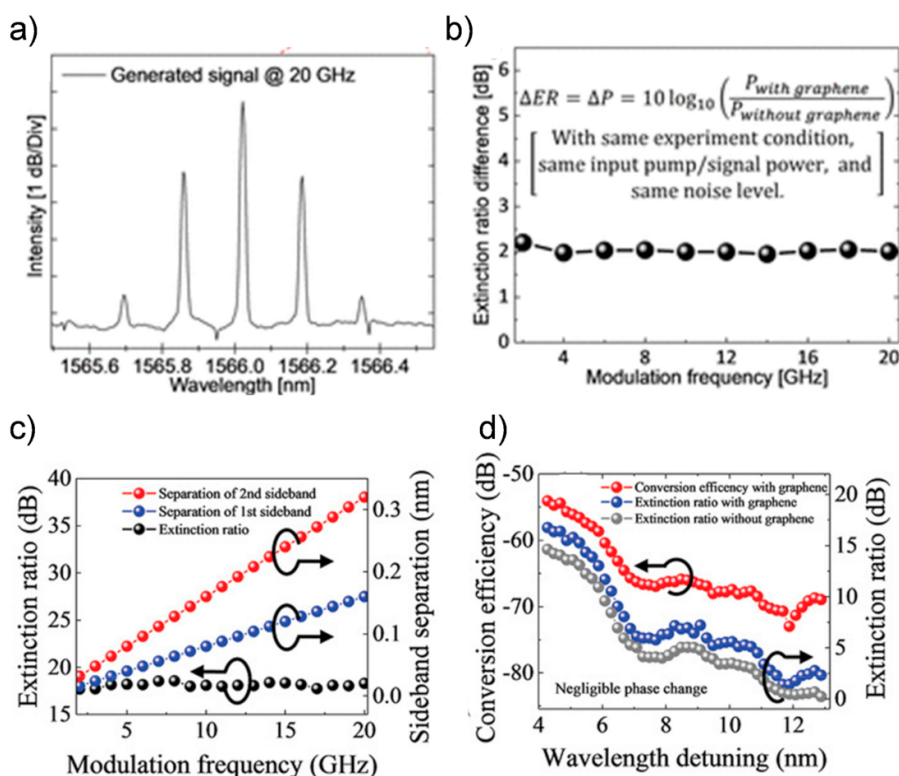 a)
Generated signal @ 20 GHz
Intensity [1 dB/Div]
1565.6 1565.8 1566.0 1566.2 1566.4
Wavelength [nm]
b)
Extinction difference [dB]
6
5
4
3
2
1
0
ΔER = ΔP = 10 log₁₀ (P_with graphene / P_without graphene)
[With same experiment condition,
same input pump/signal power, and
same noise level.]
4 8 12 16 20
Modulation frequency [GHz]
c)
Extinction ratio (dB)
40
35
30
25
20
15
Separation of 2nd sideband
Separation of 1st sideband
Extinction ratio
0.3
0.2
0.1
0.0
Sideband separation (nm)
5 10 15 20
Modulation frequency (GHz)
d)
Conversion efficiency (dB)
-50
-60
-70
-80
Conversion efficency with graphene
Extinction ratio with graphene
Extinction ratio without graphene
Negligible phase change
20
15
10
5
0
Extinction ratio (dB)
4 6 8 10 12
Wavelength detuning (nm)